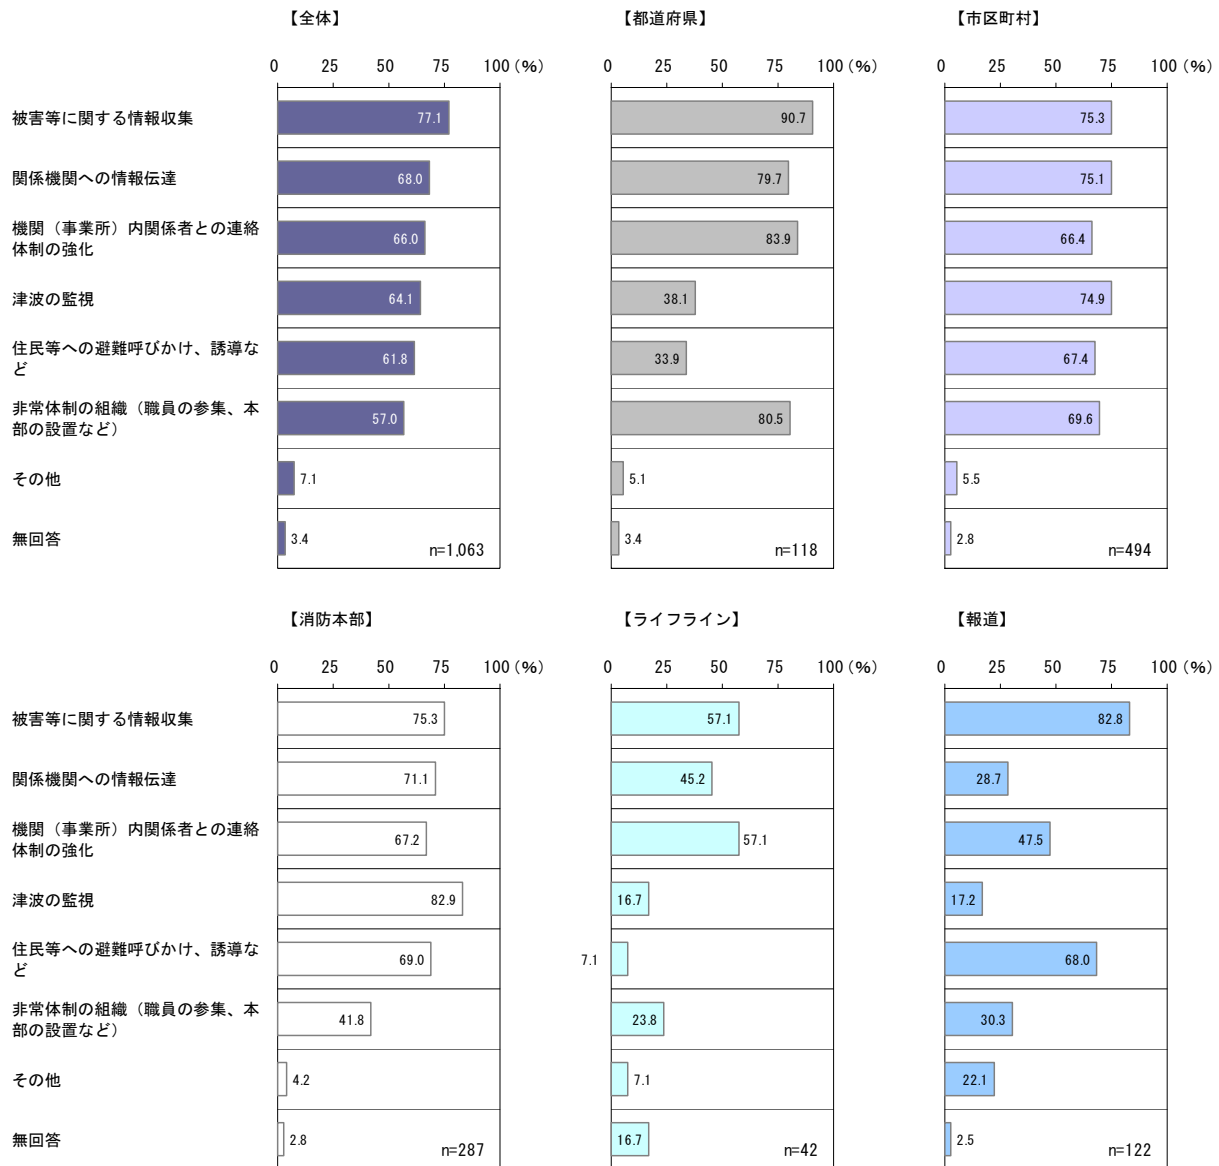 【全体】 【都道府県】 【市区町村】
0 25 50 75 100 (%) 0 25 50 75 100 (%) 0 25 50 75 100 (%)
被害等に関する情報収集 77.1 90.7 75.3
関係機関への情報伝達 68.0 79.7 75.1
機関（事業所）内関係者との連絡
体制の強化 66.0 83.9 66.4
津波の監視 64.1 38.1 74.9
住民等への避難呼びかけ、誘導な
ど 61.8 33.9 67.4
非常体制の組織（職員の参集、本
部の設置など） 57.0 80.5 69.6
その他 7.1 5.1 5.5
無回答 3.4 n=1,063 3.4 n=118 2.8 n=494
【消防本部】 【ライフライン】 【報道】
0 25 50 75 100 (%) 0 25 50 75 100 (%) 0 25 50 75 100 (%)
被害等に関する情報収集 75.3 57.1 82.8
関係機関への情報伝達 71.1 45.2 28.7
機関（事業所）内関係者との連絡
体制の強化 67.2 57.1 47.5
津波の監視 82.9 16.7 17.2
住民等への避難呼びかけ、誘導な
ど 69.0 7.1 68.0
非常体制の組織（職員の参集、本
部の設置など） 41.8 23.8 30.3
その他 4.2 7.1 22.1
無回答 2.8 n=287 16.7 n=42 2.5 n=122